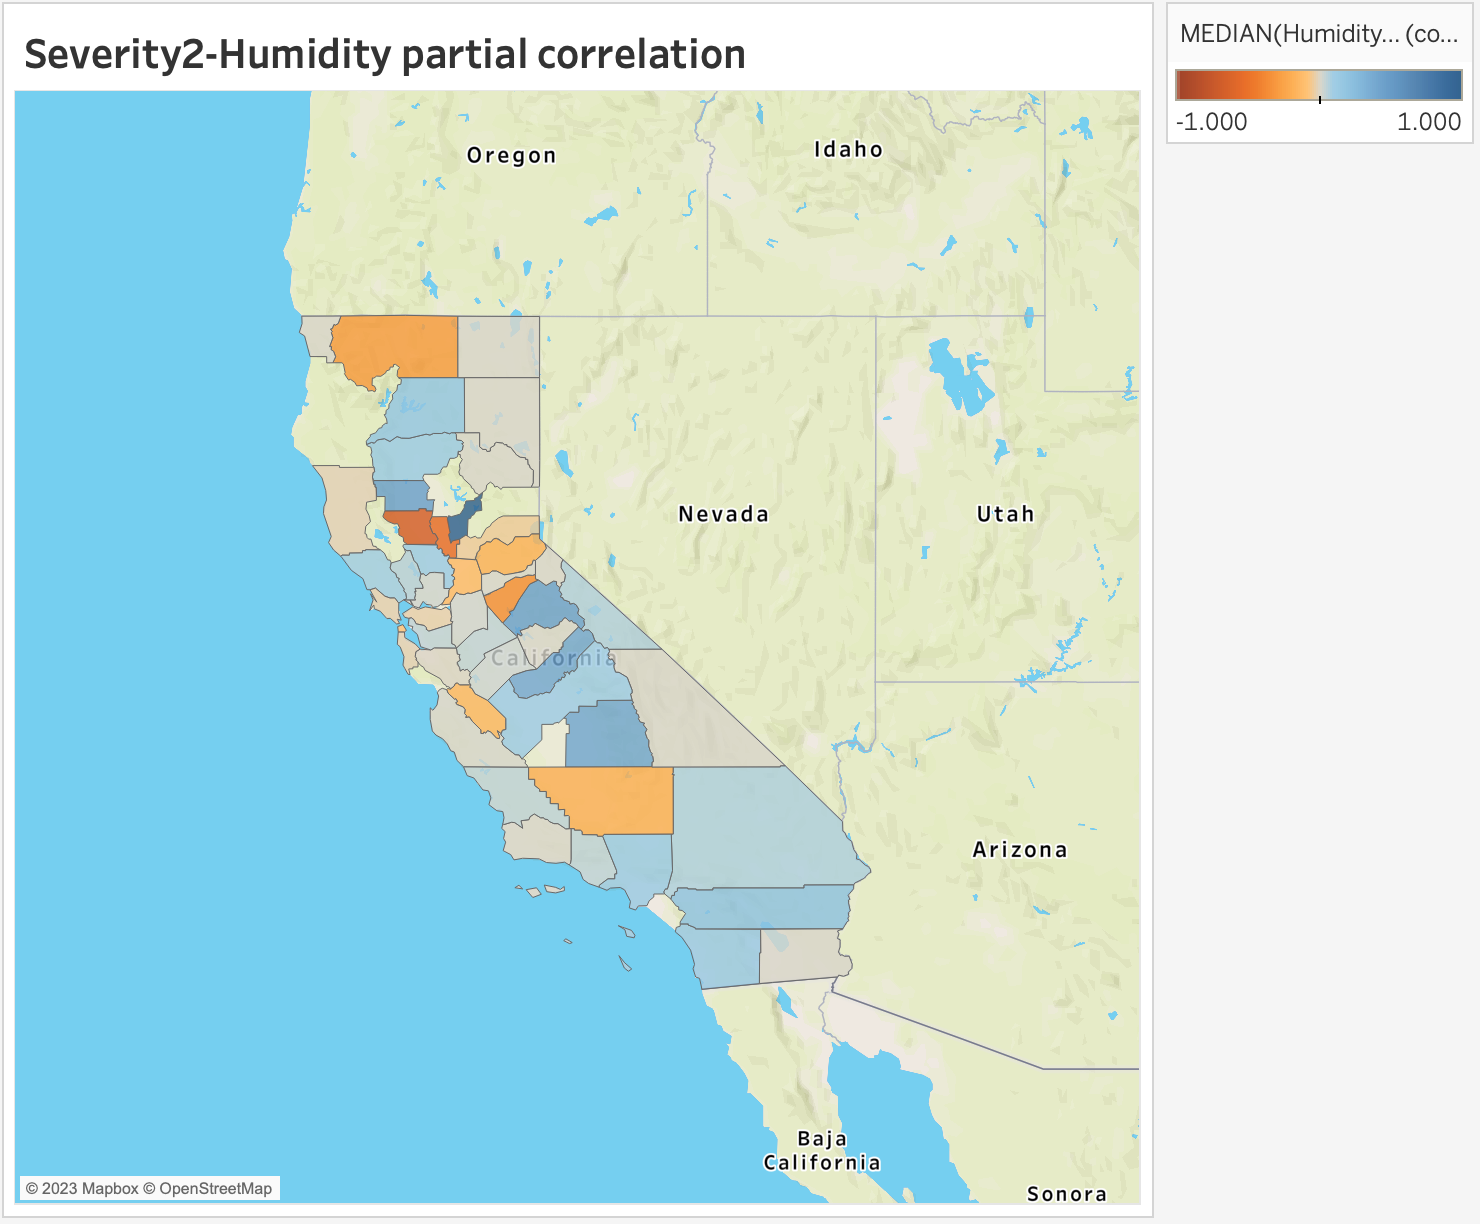 Severity2-Humidity partial correlation
MEDIAN(Humidity... (co...
-1.000 1.000
Oregon
Idaho
Nevada
Utah
California
Arizona
Baja
California
Sonora
© 2023 Mapbox © OpenStreetMap